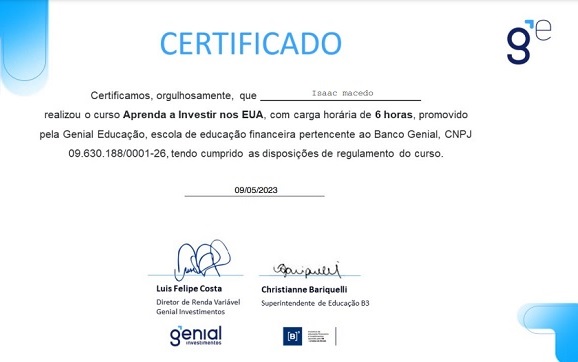 CERTIFICADO
ge
Certificamos, orgulhosamente, que Isaac macedo
realizou o curso Aprenda a Investir nos EUA, com carga horária de 6 horas, promovido
pela Genial Educação, escola de educação financeira pertencente ao Banco Genial, CNPJ
09.630.188/0001-26, tendo cumprido as disposições de regulamento do curso.
09/05/2023
Bariquelli
Luis Felipe Costa
Diretor de Renda Variável
Genial Investimentos
Christianne Bariquelli
Superintendente de Educação B3
genial
investimentos
[B]³